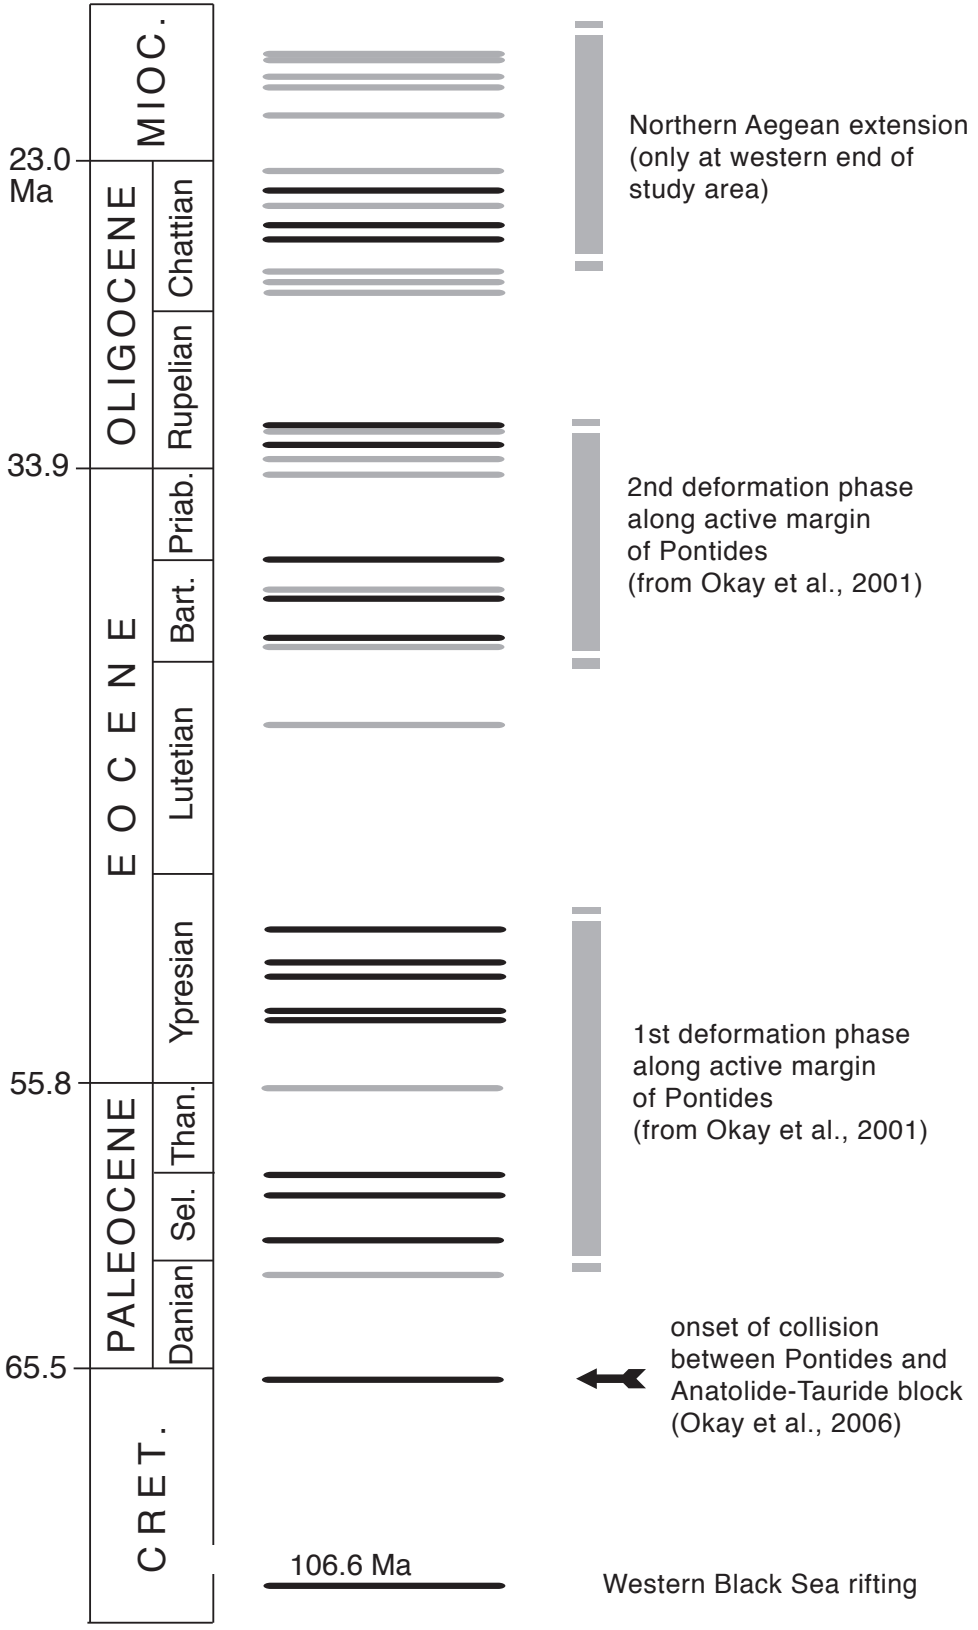 MIOC.
23.0
Ma
OLIGOCENE
Chattian
Rupelian
33.9
EOCENE
Priab.
Bart.
Lutetian
Ypresian
55.8
PALEOCENE
Than.
Sel.
Danian
65.5
CRET.
Northern Aegean extension
(only at western end of
study area)
2nd deformation phase
along active margin
of Pontides
(from Okay et al., 2001)
1st deformation phase
along active margin
of Pontides
(from Okay et al., 2001)
onset of collision
between Pontides and
Anatolide-Tauride block
(Okay et al., 2006)
106.6 Ma
Western Black Sea rifting